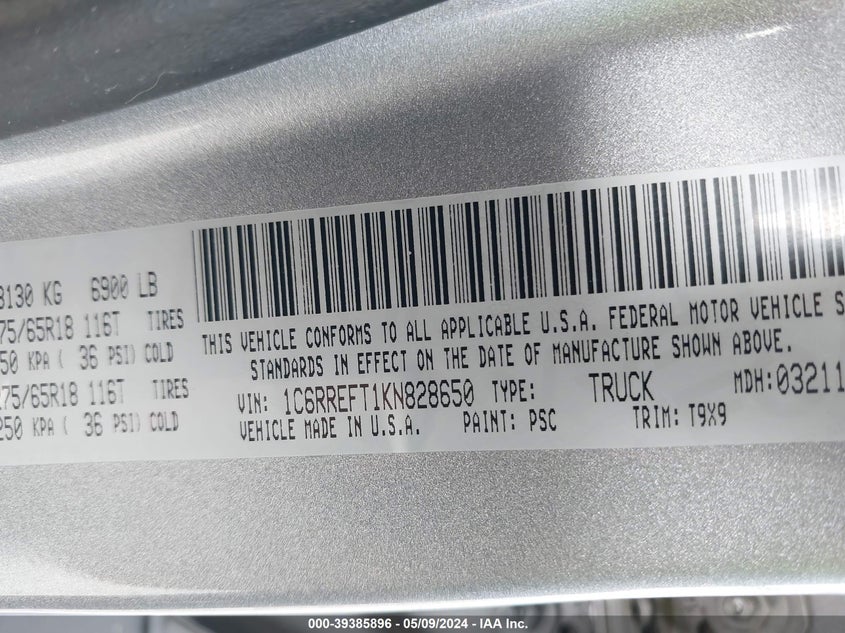 3130 KG 6900 LB
75/65R18 116T TIRES
50 KPA ( 36 PSI) COLD
75/65R18 116T TIRES
250 KPA ( 36 PSI) COLD
THIS VEHICLE CONFORMS TO ALL APPLICABLE U.S.A. FEDERAL MOTOR VEHICLE S
STANDARDS IN EFFECT ON THE DATE OF MANUFACTURE SHOWN ABOVE.
VIN: 1C6RREFT1KN828650 TYPE: TRUCK MDH: 03211
VEHICLE MADE IN U.S.A. PAINT: PSC TRIM: T9X9
000-39385896 - 05/09/2024 - IAA Inc.